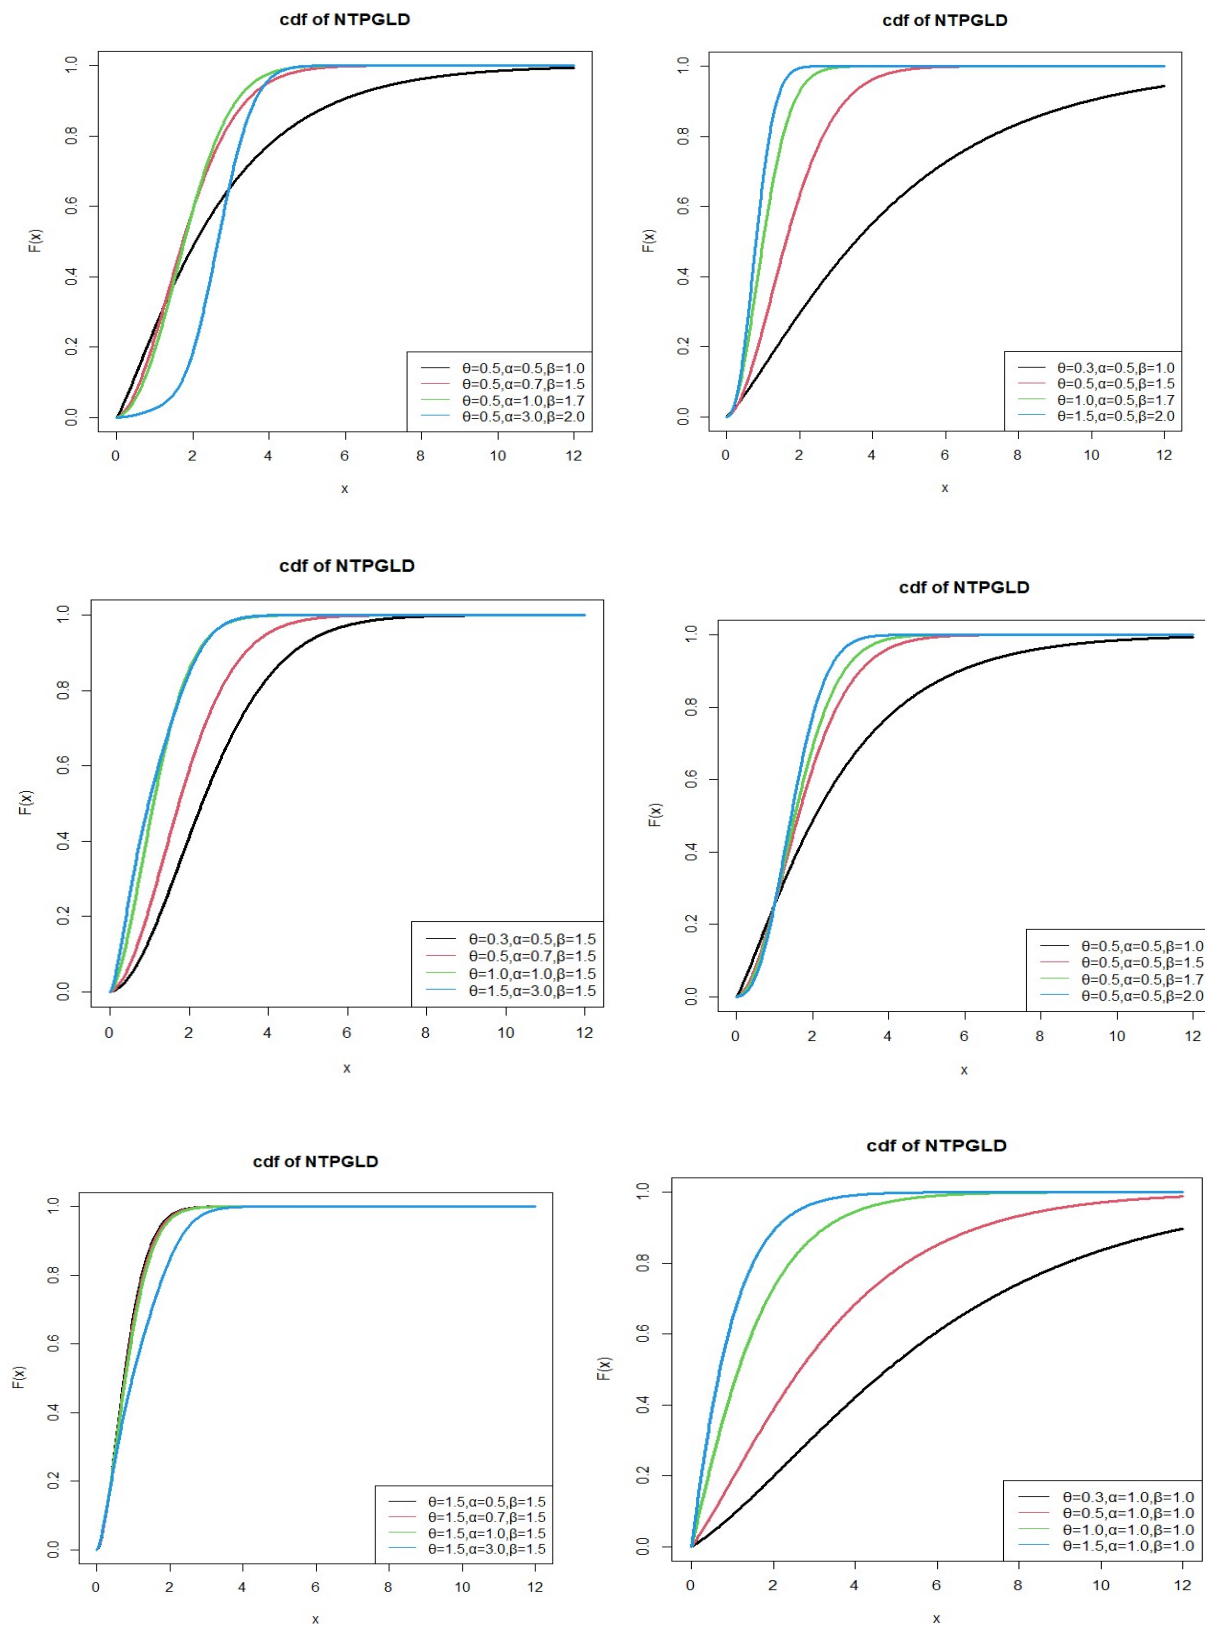 cdf of NTPGLD
F(x)
0.0 0.2 0.4 0.6 0.8 1.0
θ=0.5,α=0.5,β=1.0
θ=0.5,α=0.7,β=1.5
θ=0.5,α=1.0,β=1.7
θ=0.5,α=3.0,β=2.0
0 2 4 6 8 10 12
x
cdf of NTPGLD
F(x)
0.0 0.2 0.4 0.6 0.8 1.0
θ=0.3,α=0.5,β=1.0
θ=0.5,α=0.5,β=1.5
θ=1.0,α=0.5,β=1.7
θ=1.5,α=0.5,β=2.0
0 2 4 6 8 10 12
x
cdf of NTPGLD
F(x)
0.0 0.2 0.4 0.6 0.8 1.0
θ=0.3,α=0.5,β=1.5
θ=0.5,α=0.7,β=1.5
θ=1.0,α=1.0,β=1.5
θ=1.5,α=3.0,β=1.5
0 2 4 6 8 10 12
x
cdf of NTPGLD
F(x)
0.0 0.2 0.4 0.6 0.8 1.0
θ=0.5,α=0.5,β=1.0
θ=0.5,α=0.5,β=1.5
θ=0.5,α=0.5,β=1.7
θ=0.5,α=0.5,β=2.0
0 2 4 6 8 10 12
x
cdf of NTPGLD
F(x)
0.0 0.2 0.4 0.6 0.8 1.0
θ=1.5,α=0.5,β=1.5
θ=1.5,α=0.7,β=1.5
θ=1.5,α=1.0,β=1.5
θ=1.5,α=3.0,β=1.5
0 2 4 6 8 10 12
x
cdf of NTPGLD
F(x)
0.0 0.2 0.4 0.6 0.8 1.0
θ=0.3,α=1.0,β=1.0
θ=0.5,α=1.0,β=1.0
θ=1.0,α=1.0,β=1.0
θ=1.5,α=1.0,β=1.0
0 2 4 6 8 10 12
x